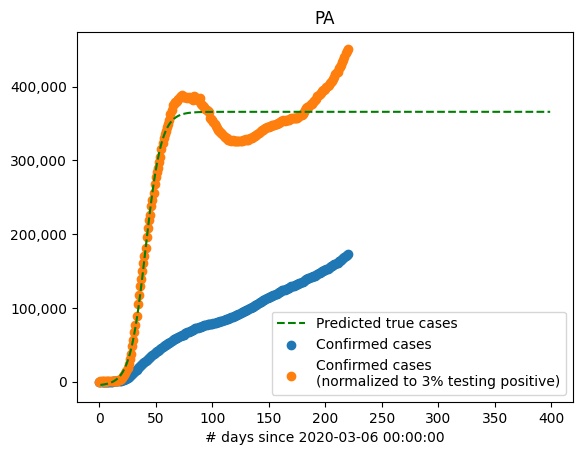 PA
400,000
300,000
200,000
100,000
0
Predicted true cases
Confirmed cases
Confirmed cases
(normalized to 3% testing positive)
0 50 100 150 200 250 300 350 400
# days since 2020-03-06 00:00:00